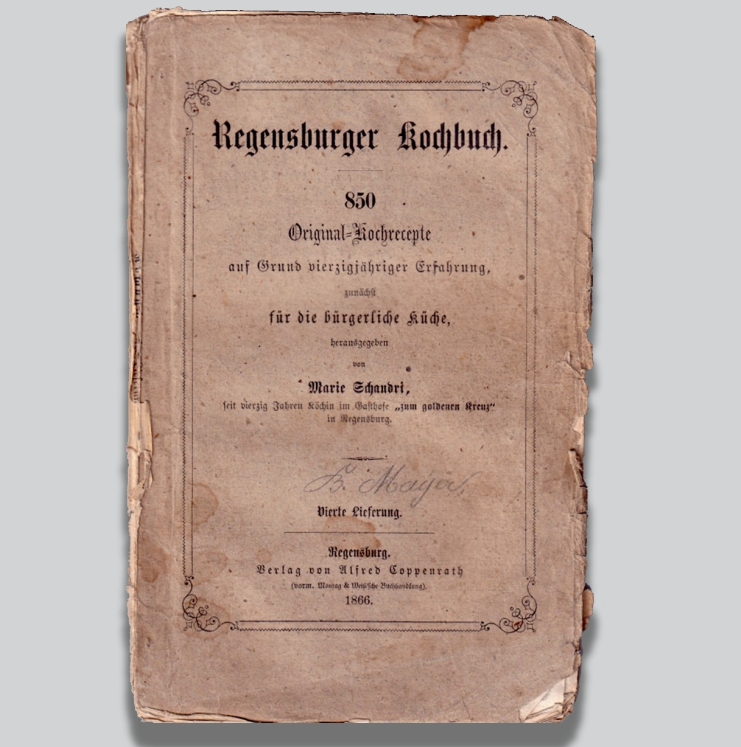 Regensburger Kochbuch.
850
Original=Kochrecepte
auf Grund vierzigjähriger Erfahrung,
zunächst
für die bürgerliche Küche,
herausgegeben
von
Marie Schandri,
seit vierzig Jahren Köchin im Gasthofe „zum goldenen Kreuz“
in Regensburg.
B. Mayer
Vierte Lieferung.
Regensburg.
Verlag von Alfred Coppenrath
(vorm. Montag & Weiß'sche Buchhandlung).
1866.